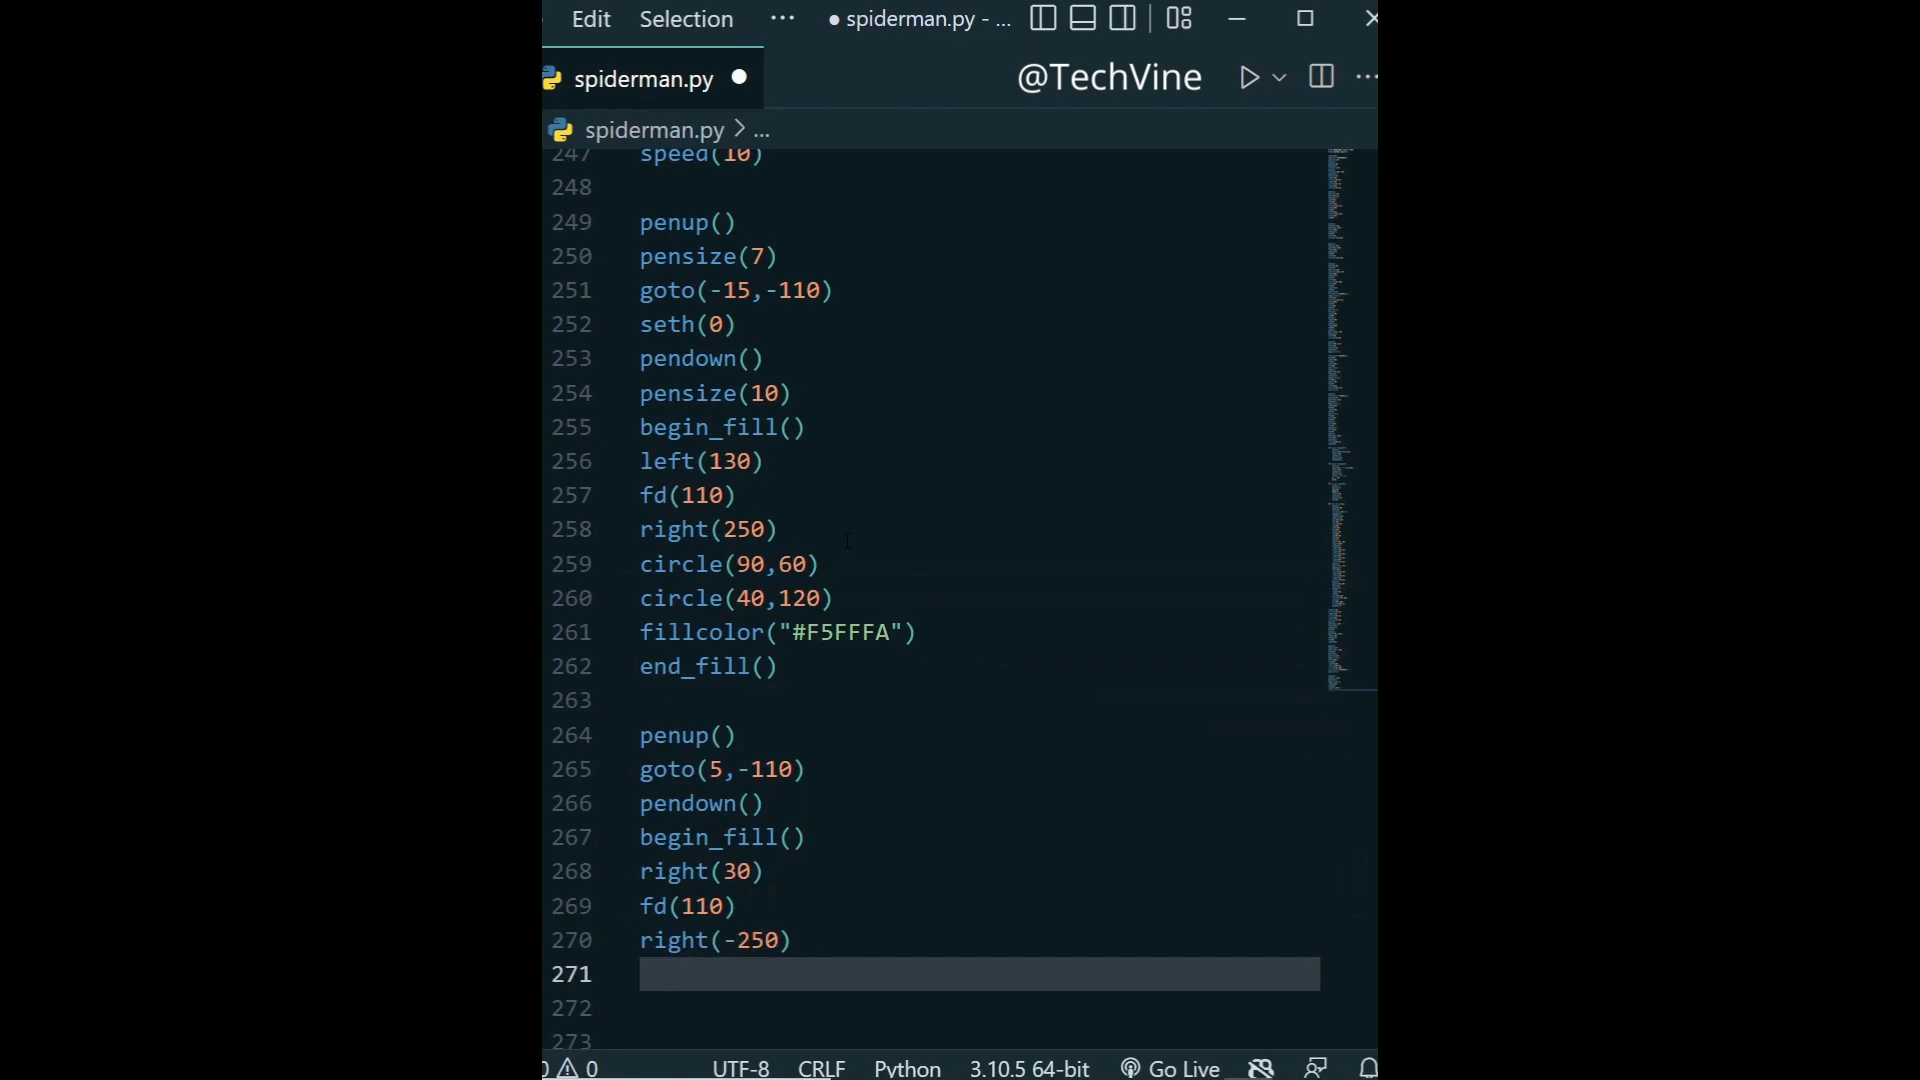 Edit Selection ··· ● spiderman.py - ...
spiderman.py ●
@TechVine
spiderman.py > ...
247 speed(10)
248
249 penup()
250 pensize(7)
251 goto(-15,-110)
252 seth(0)
253 pendown()
254 pensize(10)
255 begin_fill()
256 left(130)
257 fd(110)
258 right(250)
259 circle(90,60)
260 circle(40,120)
261 fillcolor("#F5FFFA")
262 end_fill()
263
264 penup()
265 goto(5,-110)
266 pendown()
267 begin_fill()
268 right(30)
269 fd(110)
270 right(-250)
271
272
273
0 UTF-8 CRLF Python 3.10.5 64-bit Go Live